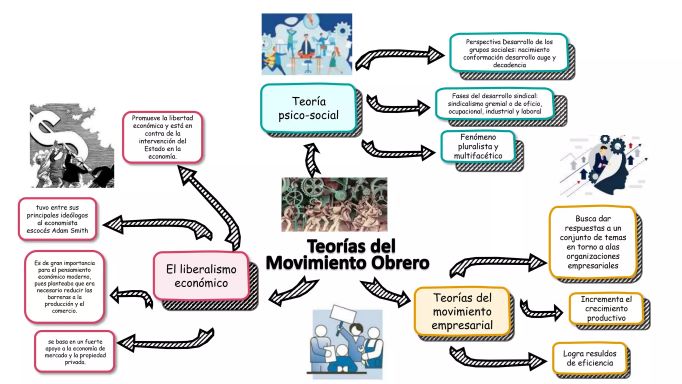 Teorías del
Movimiento Obrero
Teoría
psico-social
Perspectiva Desarrollo de los
grupos sociales: nacimiento
conformación desarrollo auge y
decadencia
Fases del desarrollo sindical:
sindicalismo gremial o de oficio,
ocupacional, industrial y laboral
Fenómeno
pluralista y
multifacético
El liberalismo
económico
Promueve la libertad
económica y está en
contra de la
intervención del
Estado en la
economía.
tuvo entre sus
principales ideólogos
al economista
escocés Adam Smith
Es de gran importancia
para el pensamiento
económico moderno,
pues planteaba que era
necesario reducir las
barreras a la
producción y el
comercio.
se basa en un fuerte
apoyo a la economía de
mercado y la propiedad
privada.
Teorías del
movimiento
empresarial
Busca dar
respuestas a un
conjunto de temas
en torno a alas
organizaciones
empresariales
Incrementa el
crecimiento
productivo
Logra resuldos
de eficiencia